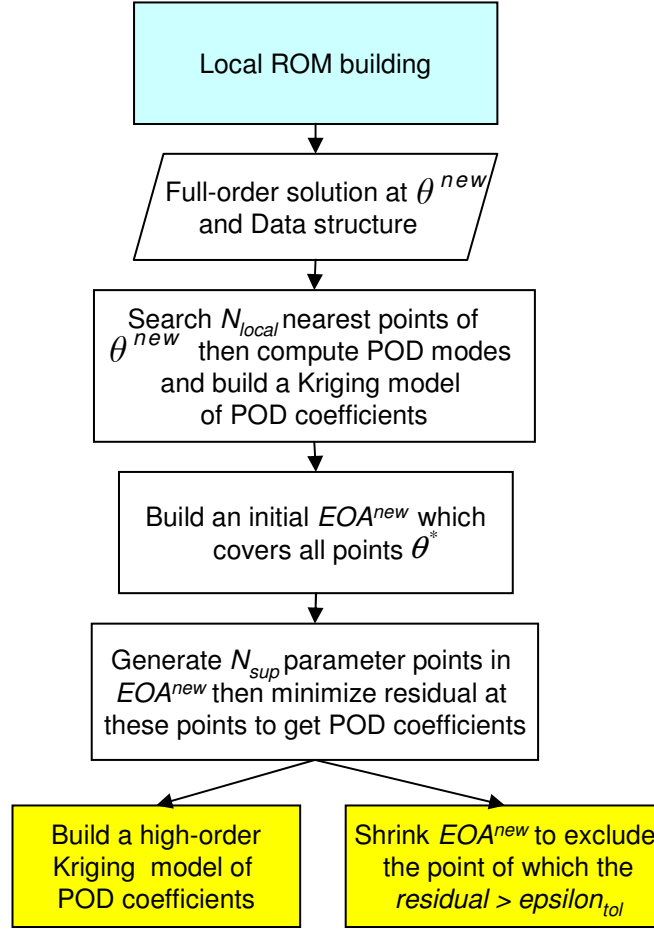 Local ROM building
Full-order solution at θ^new
and Data structure
Search N_local nearest points of
θ^new then compute POD modes
and build a Kriging model
of POD coefficients
Build an initial EOA^new which
covers all points θ^*
Generate N_sup parameter points in
EOA^new then minimize residual at
these points to get POD coefficients
Build a high-order
Kriging model of
POD coefficients
Shrink EOA^new to exclude
the point of which the
residual > epsilon_tol